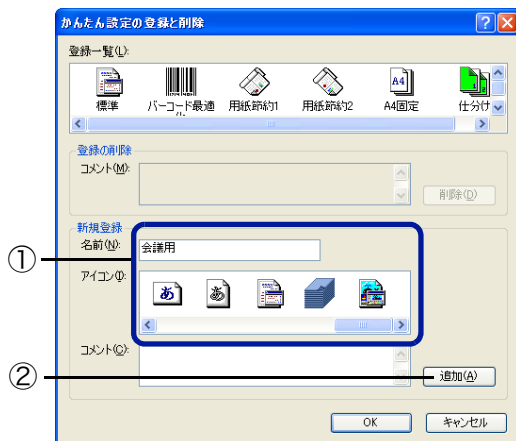 かんたん設定の登録と削除
登録一覧(L):
標準
バーコード最適化
用紙節約1
用紙節約2
A4
A4固定
仕分け
登録の削除
コメント(M):
削除(D)
新規登録
① 名前(N): 会議用
アイコン(I):
あ あ
コメント(C):
② 追加(A)
OK キャンセル